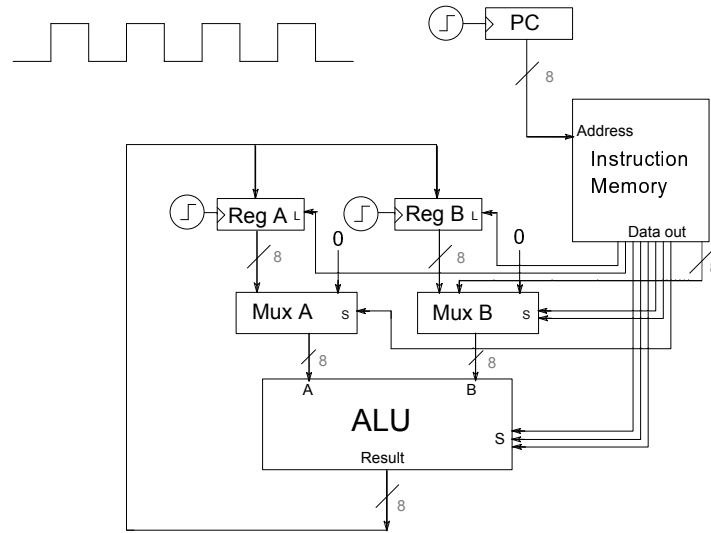 PC
8
Address
Instruction
Memory
Data out
8
Reg A L
Reg B L
8
0
8
0
Mux A S
Mux B S
8
8
A
B
ALU
S
Result
8